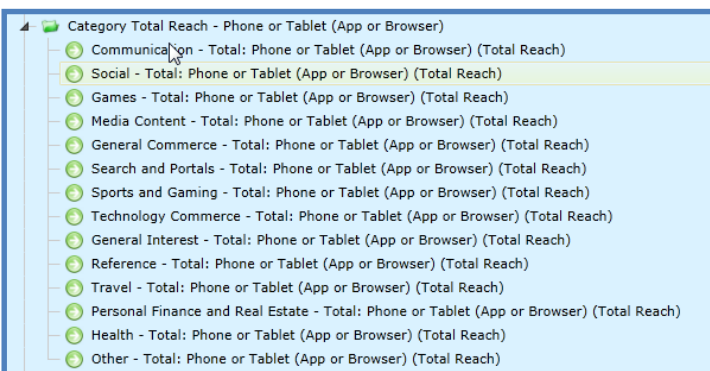 Category Total Reach - Phone or Tablet (App or Browser)
Communication - Total: Phone or Tablet (App or Browser) (Total Reach)
Social - Total: Phone or Tablet (App or Browser) (Total Reach)
Games - Total: Phone or Tablet (App or Browser) (Total Reach)
Media Content - Total: Phone or Tablet (App or Browser) (Total Reach)
General Commerce - Total: Phone or Tablet (App or Browser) (Total Reach)
Search and Portals - Total: Phone or Tablet (App or Browser) (Total Reach)
Sports and Gaming - Total: Phone or Tablet (App or Browser) (Total Reach)
Technology Commerce - Total: Phone or Tablet (App or Browser) (Total Reach)
General Interest - Total: Phone or Tablet (App or Browser) (Total Reach)
Reference - Total: Phone or Tablet (App or Browser) (Total Reach)
Travel - Total: Phone or Tablet (App or Browser) (Total Reach)
Personal Finance and Real Estate - Total: Phone or Tablet (App or Browser) (Total Reach)
Health - Total: Phone or Tablet (App or Browser) (Total Reach)
Other - Total: Phone or Tablet (App or Browser) (Total Reach)